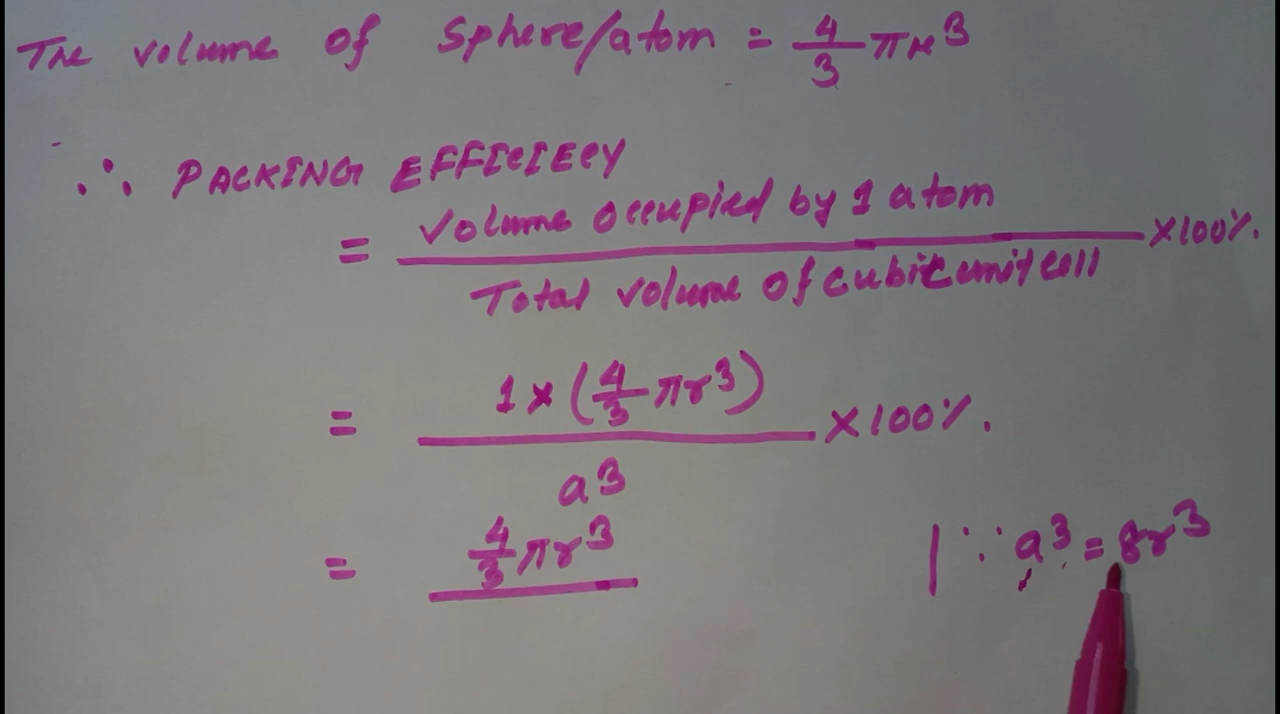 The volume of Sphere/atom = 4/3 πr³
∴ PACKING EFFICIECY
= Volume occupied by 1 atom / Total volume of cubic unit cell ×100%.
= 1×(4/3 πr³) / a³ ×100%.
= 4/3 πr³ / | ∵ a³ = 8r³